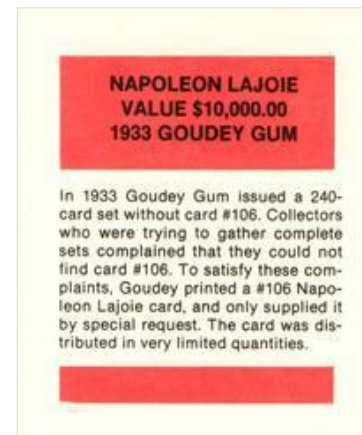 NAPOLEON LAJOIE
VALUE $10,000.00
1933 GOUDEY GUM
In 1933 Goudey Gum issued a 240-
card set without card #106. Collectors
who were trying to gather complete
sets complained that they could not
find card #106. To satisfy these com-
plaints, Goudey printed a #106 Napo-
leon Lajoie card, and only supplied it
by special request. The card was dis-
tributed in very limited quantities.